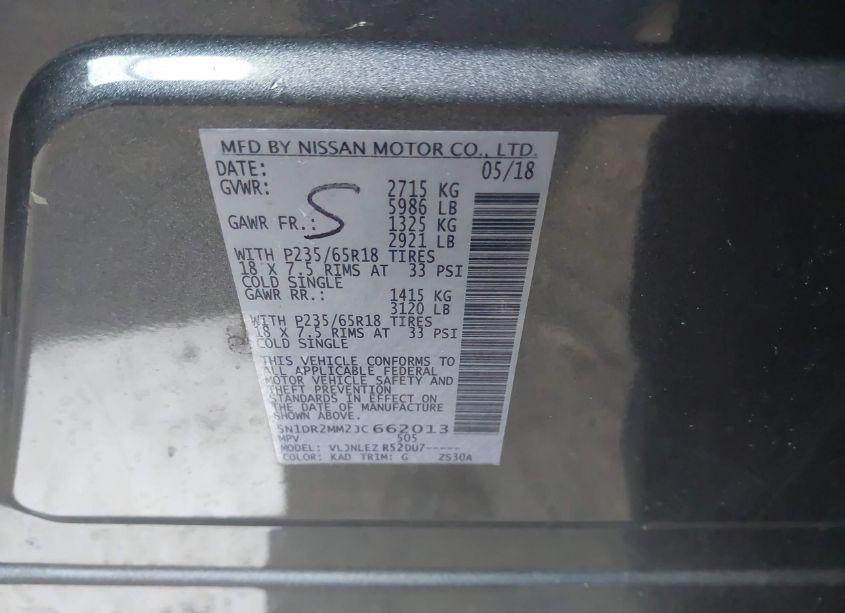 MFD BY NISSAN MOTOR CO., LTD.
DATE: 05/18
GVWR: 2715 KG
5986 LB
GAWR FR.: S 1325 KG
2921 LB
WITH P235/65R18 TIRES
18 X 7.5 RIMS AT 33 PSI
COLD SINGLE
GAWR RR.: 1415 KG
3120 LB
WITH P235/65R18 TIRES
18 X 7.5 RIMS AT 33 PSI
COLD SINGLE
THIS VEHICLE CONFORMS TO
ALL APPLICABLE FEDERAL
MOTOR VEHICLE SAFETY AND
THEFT PREVENTION
STANDARDS IN EFFECT ON
THE DATE OF MANUFACTURE
SHOWN ABOVE.
5N1DR2MM2JC662013
MPV 505
MODEL: VLJNLEZ R52DU7-----
COLOR: KAD TRIM: G ZS30A